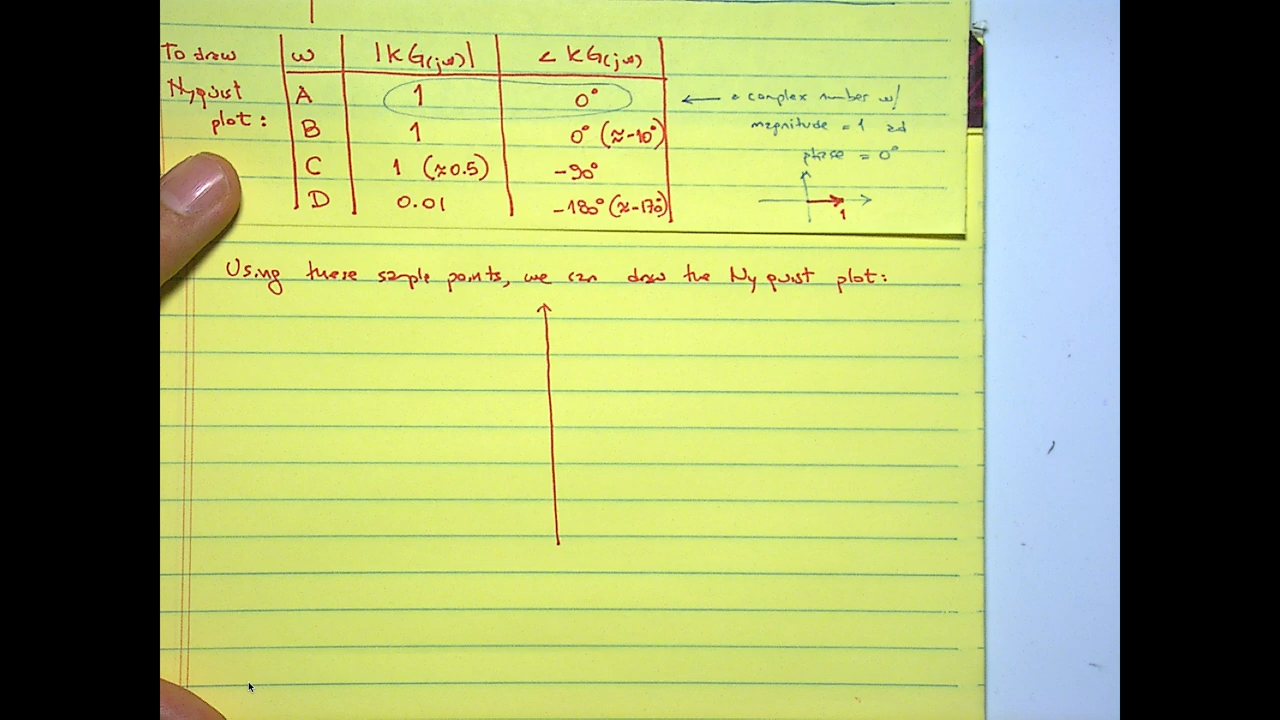 To draw Nyquist plot:
ω |KG(jω)| ∠KG(jω)
A 1 0°
B 1 0° (≈-10°)
C 1 (≈0.5) -90°
D 0.01 -180° (≈-170°)
← a complex number w/
magnitude = 1 and
phase = 0°
1
Using these sample points, we can draw the Nyquist plot: